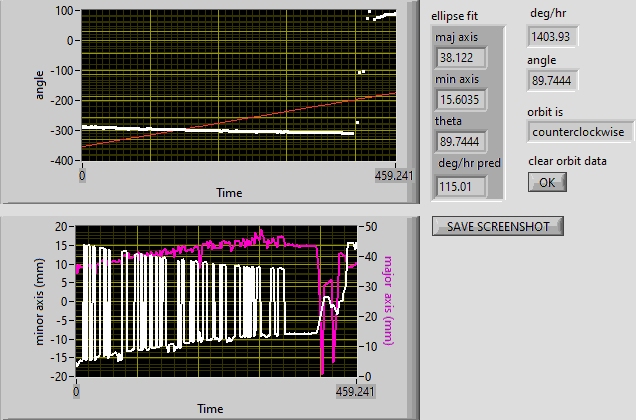 100
0
-100
-200
-300
-400
angle
0
459.241
Time
ellipse fit
maj axis
38.122
min axis
15.6035
theta
89.7444
deg/hr pred
115.01
deg/hr
1403.93
angle
89.7444
orbit is
counterclockwise
clear orbit data
OK
SAVE SCREENSHOT
20
15
10
5
0
-5
-10
-15
-20
minor axis (mm)
50
40
30
20
10
0
major axis (mm)
0
459.241
Time